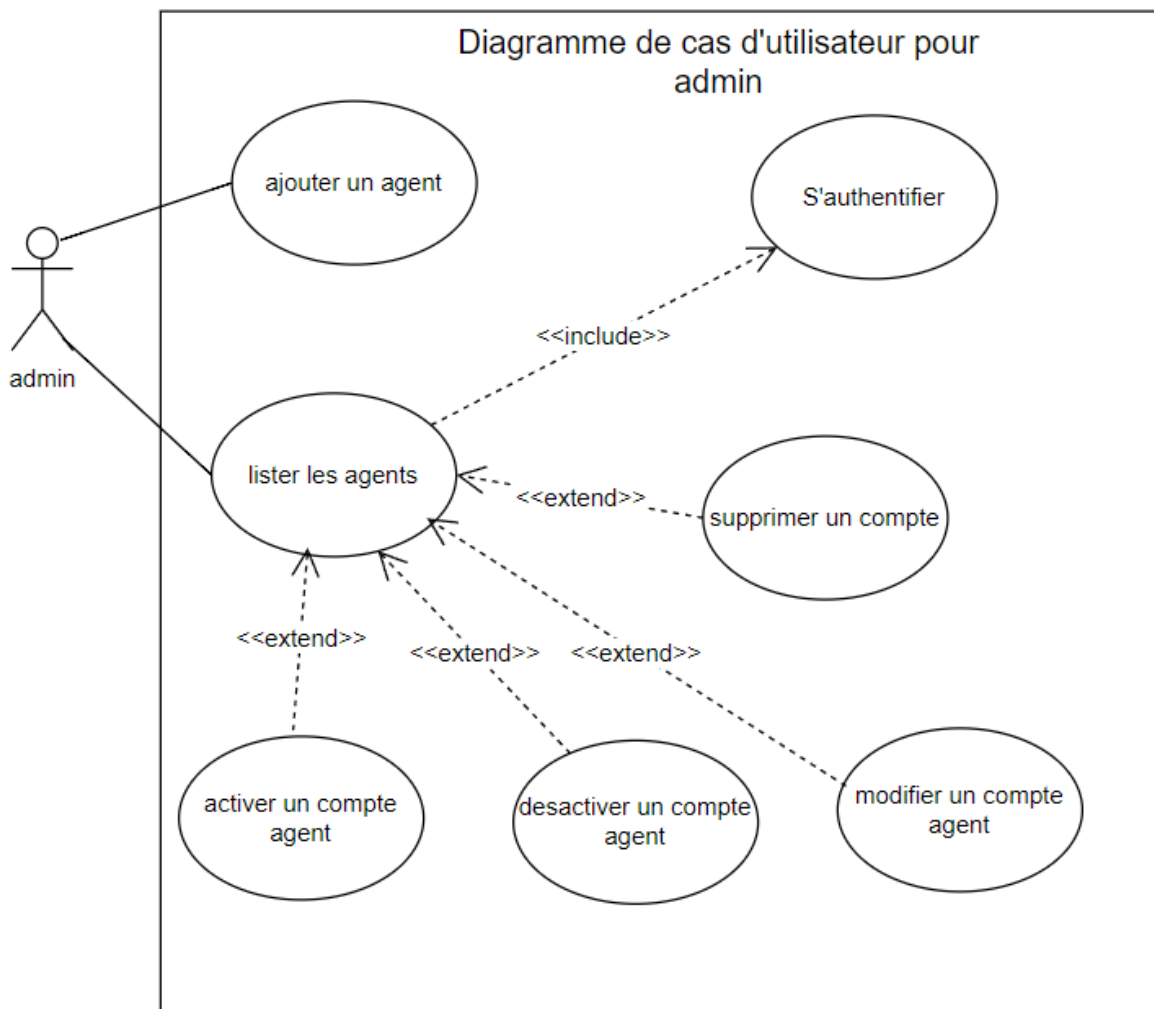 Diagramme de cas d'utilisateur pour
admin
ajouter un agent
S'authentifier
<<include>>
admin
lister les agents
<<extend>>
supprimer un compte
<<extend>>
<<extend>>
<<extend>>
activer un compte
agent
desactiver un compte
agent
modifier un compte
agent